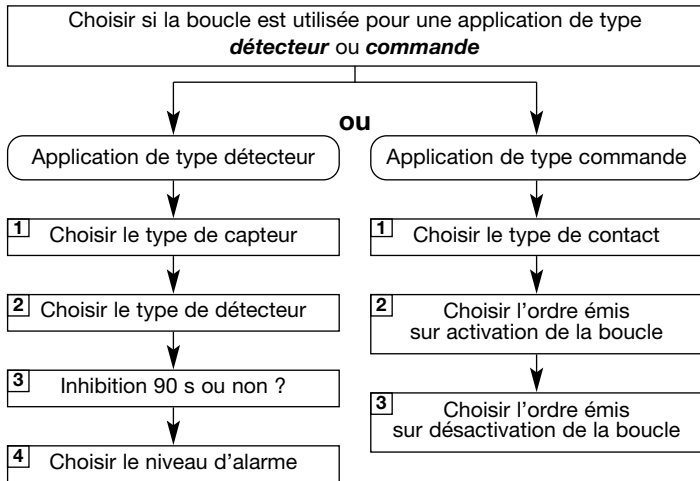 Choisir si la boucle est utilisée pour une application de type
détecteur ou commande
ou
Application de type détecteur
1 Choisir le type de capteur
2 Choisir le type de détecteur
3 Inhibition 90 s ou non ?
4 Choisir le niveau d'alarme
Application de type commande
1 Choisir le type de contact
2 Choisir l'ordre émis
sur activation de la boucle
3 Choisir l'ordre émis
sur désactivation de la boucle